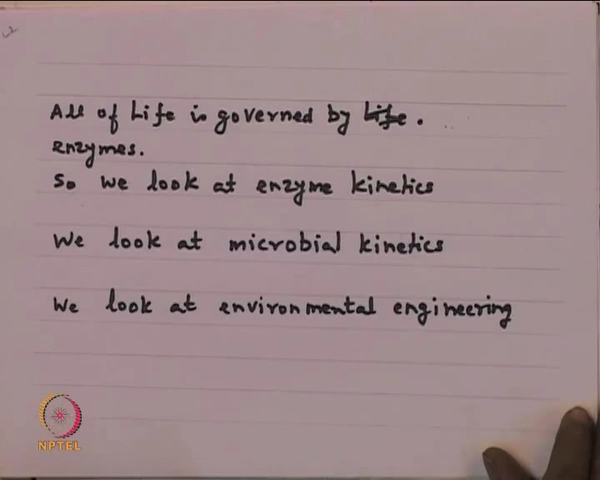 All of Life is governed by life.
enzymes.
So we look at enzyme kinetics
We look at microbial kinetics
We look at environmental engineering
NPTEL